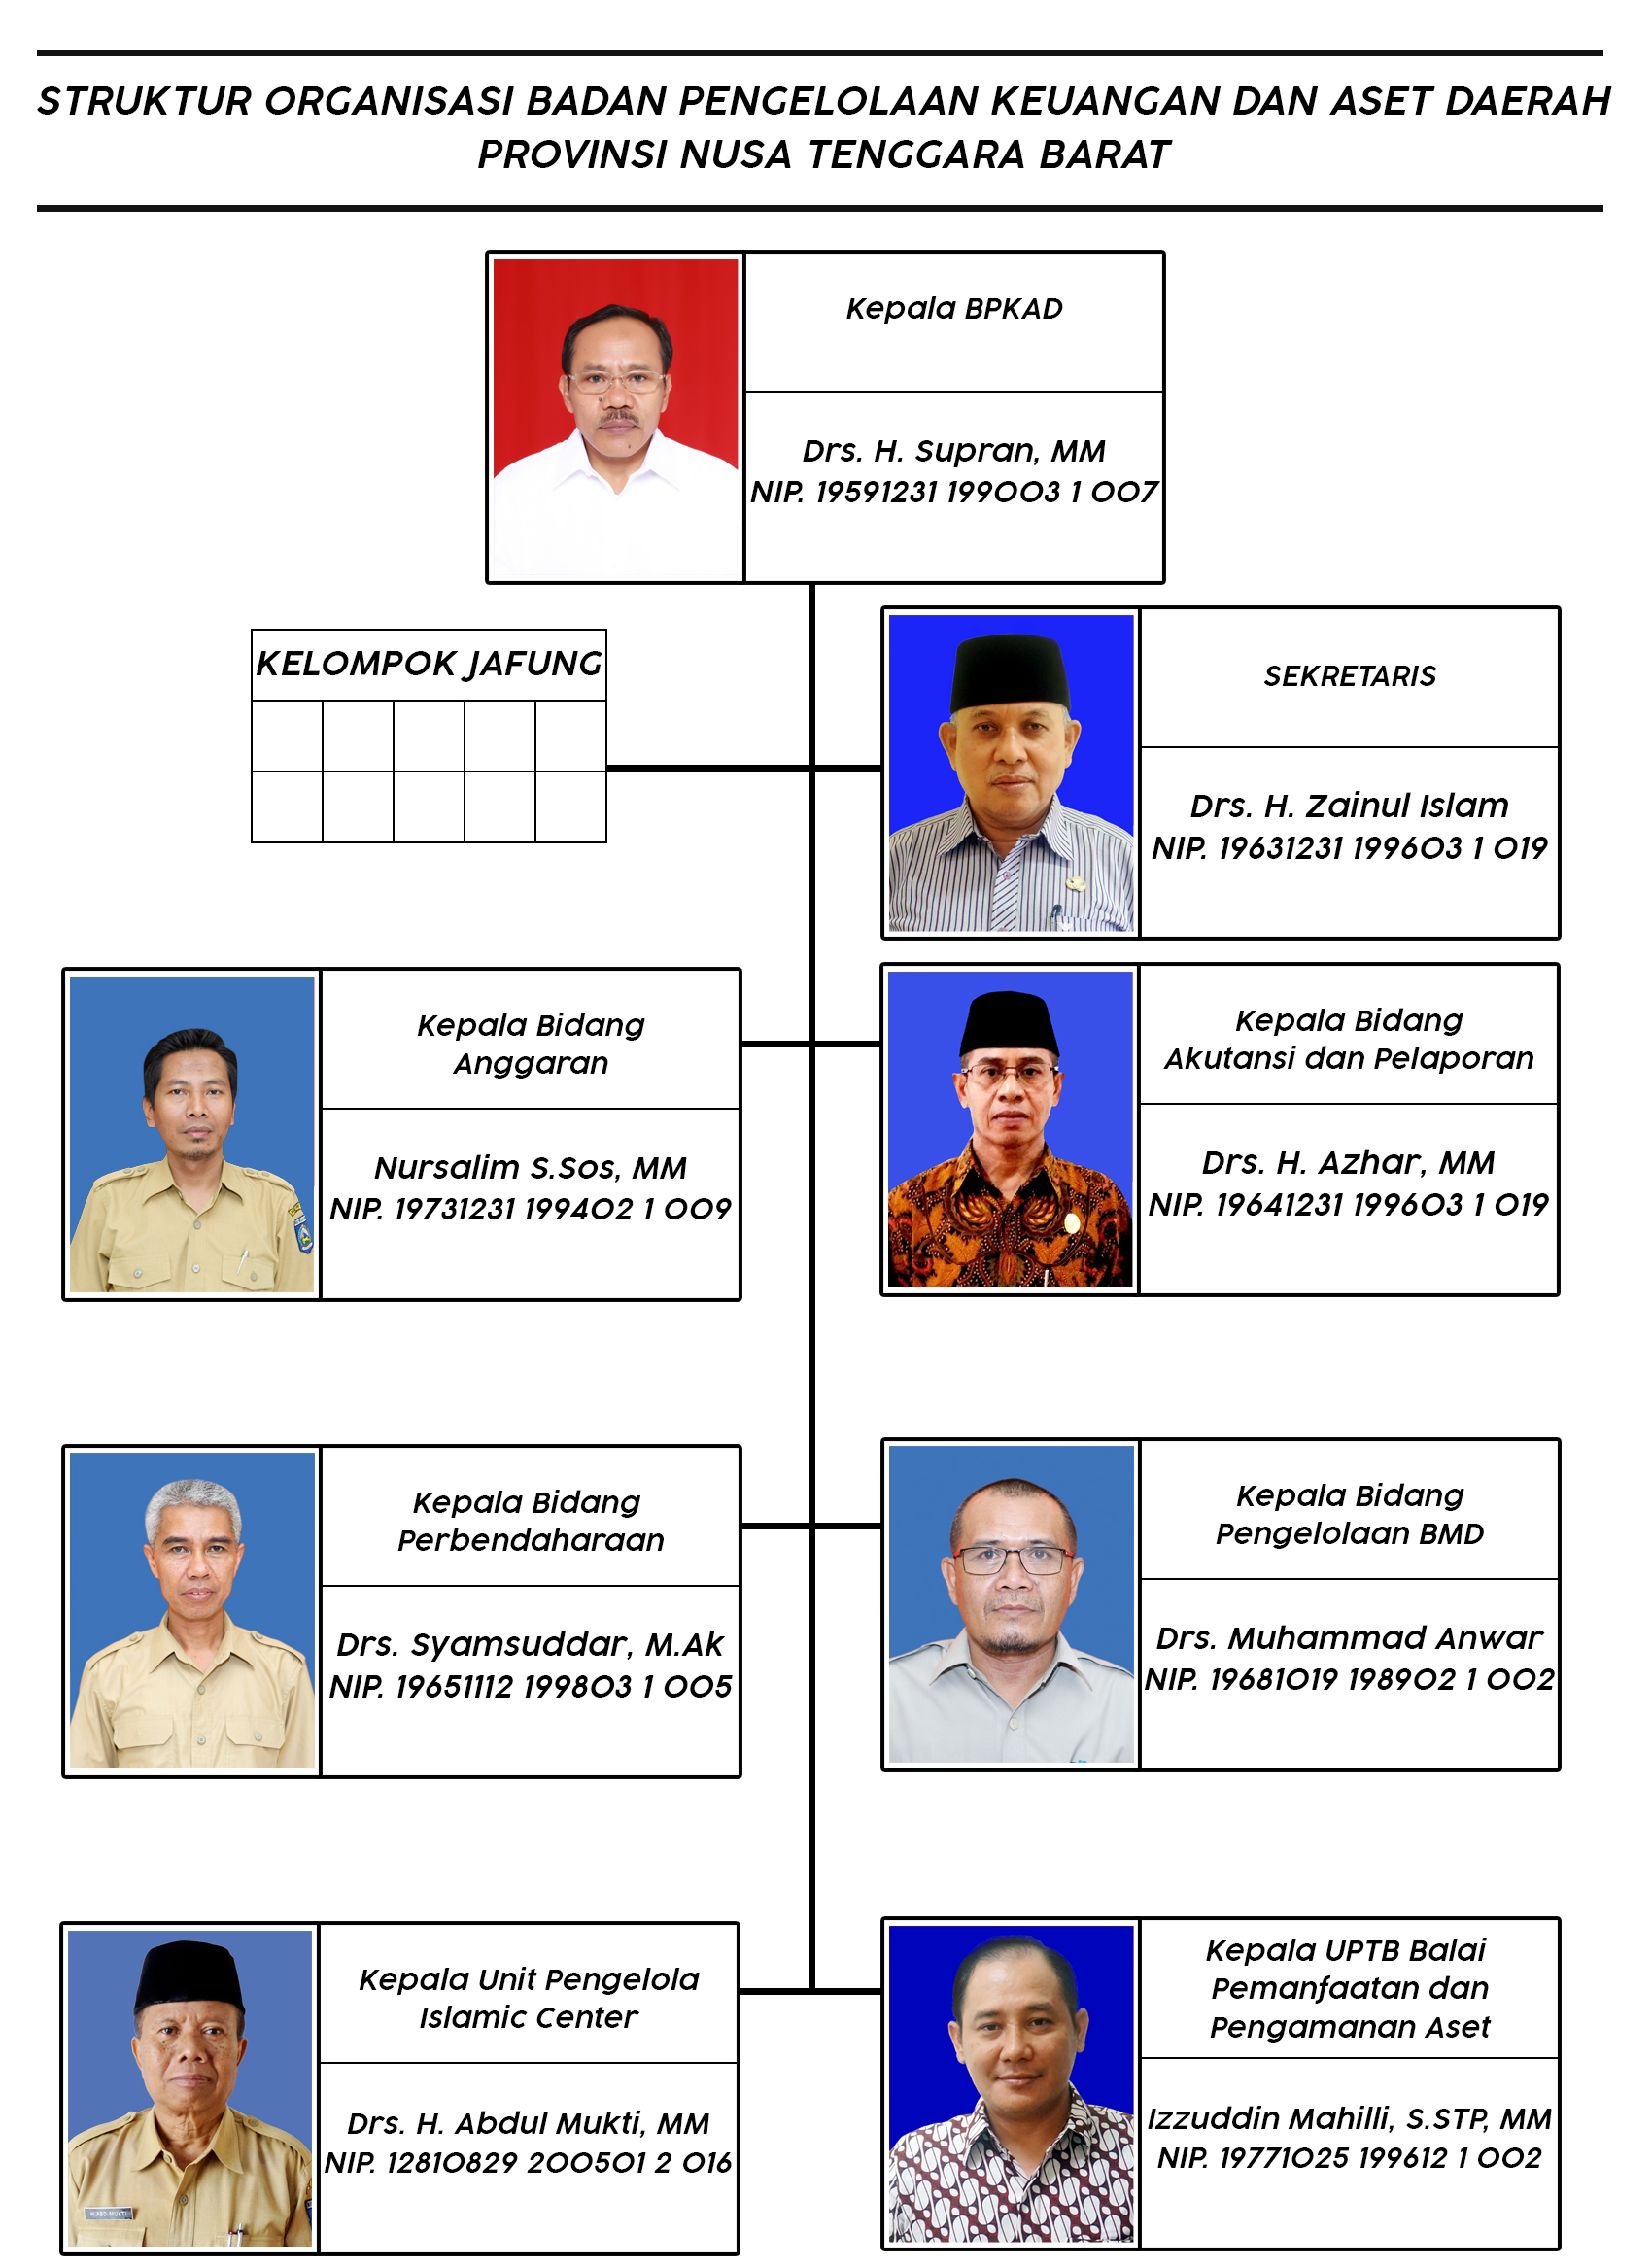 STRUKTUR ORGANISASI BADAN PENGELOLAAN KEUANGAN DAN ASET DAERAH
PROVINSI NUSA TENGGARA BARAT
Kepala BPKAD
Drs. H. Supran, MM
NIP. 19591231 199003 1 007
KELOMPOK JAFUNG
SEKRETARIS
Drs. H. Zainul Islam
NIP. 19631231 199603 1 019
Kepala Bidang
Anggaran
Nursalim S.Sos, MM
NIP. 19731231 199402 1 009
Kepala Bidang
Akutansi dan Pelaporan
Drs. H. Azhar, MM
NIP. 19641231 199603 1 019
Kepala Bidang
Perbendaharaan
Drs. Syamsuddar, M.Ak
NIP. 19651112 199803 1 005
Kepala Bidang
Pengelolaan BMD
Drs. Muhammad Anwar
NIP. 19681019 198902 1 002
Kepala Unit Pengelola
Islamic Center
Drs. H. Abdul Mukti, MM
NIP. 12810829 200501 2 016
H.ABD.MUKTI
Kepala UPTB Balai
Pemanfaatan dan
Pengamanan Aset
Izzuddin Mahilli, S.STP, MM
NIP. 19771025 199612 1 002